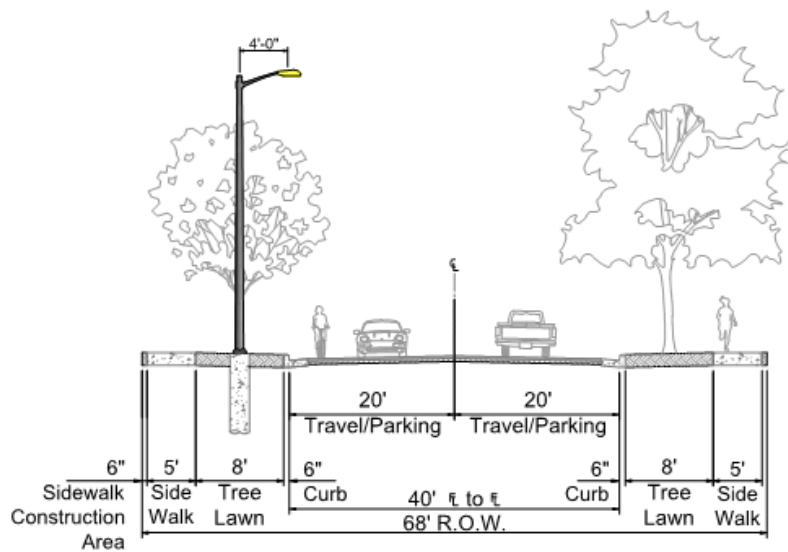 4'-0"
℄
20'
Travel/Parking
20'
Travel/Parking
6"
Sidewalk
Construction
Area
5'
Side
Walk
8'
Tree
Lawn
6"
Curb
40' ℄ to ℄
6"
Curb
8'
Tree
Lawn
5'
Side
Walk
68' R.O.W.